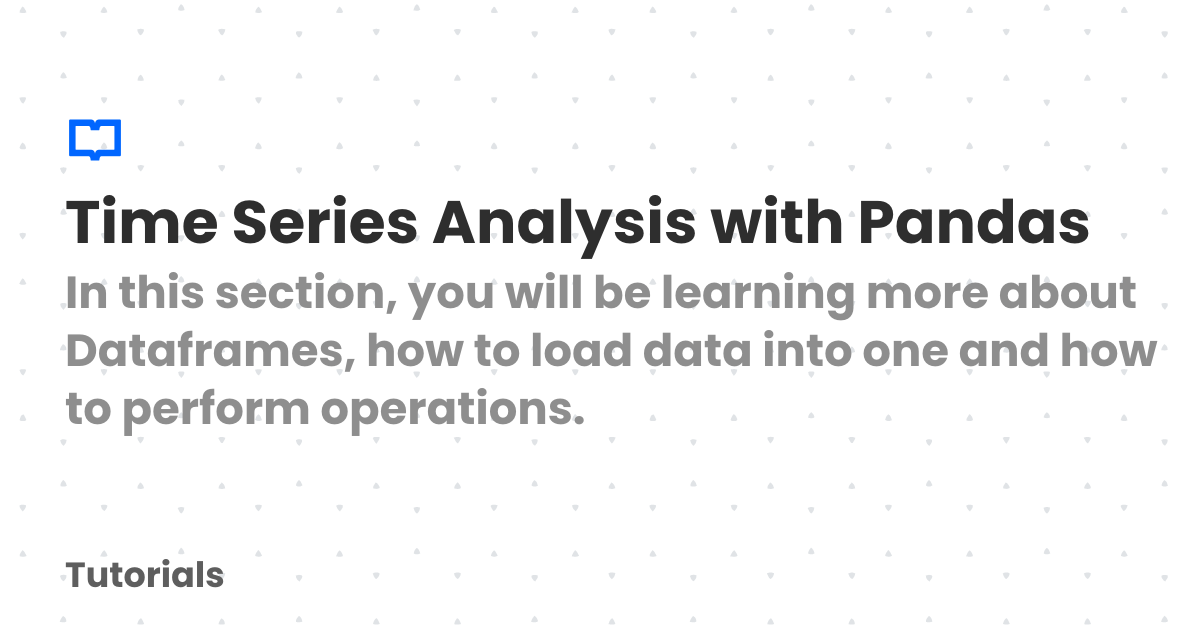 Time Series Analysis with Pandas
In this section, you will be learning more about
Dataframes, how to load data into one and how
to perform operations.
Tutorials